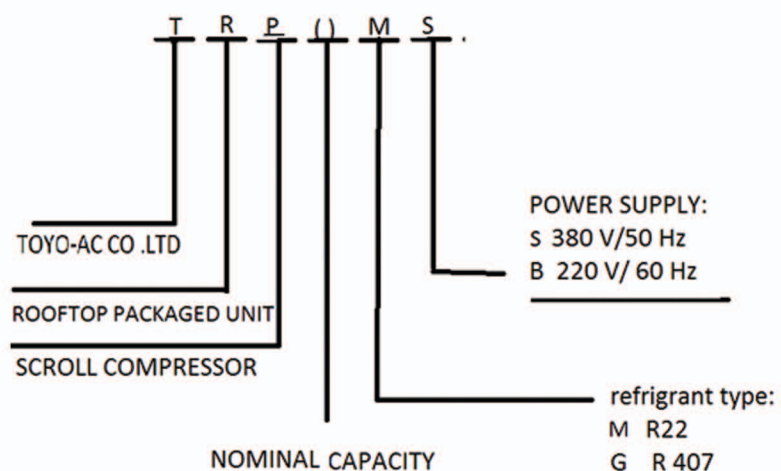 T R P () M S .
POWER SUPPLY:
S 380 V/50 Hz
B 220 V/ 60 Hz
TOYO-AC CO .LTD
ROOFTOP PACKAGED UNIT
SCROLL COMPRESSOR
refrigrant type:
M R22
G R 407
NOMINAL CAPACITY